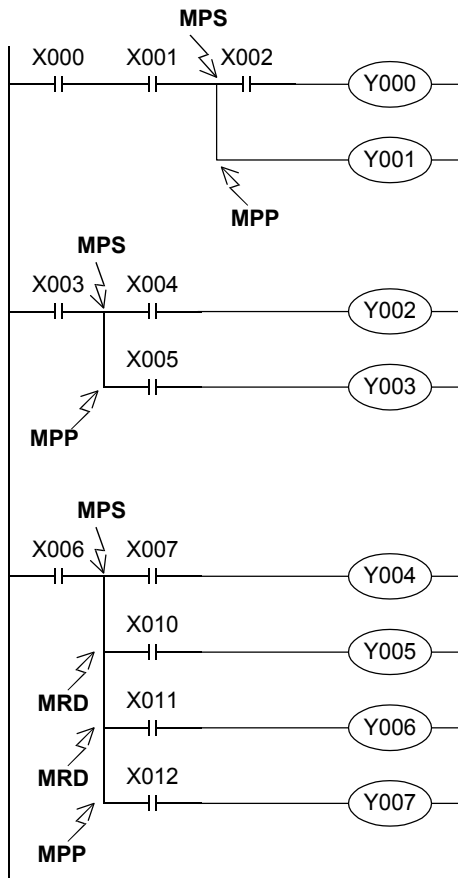 MPS
X000 X001 X002 Y000
Y001
MPP
MPS
X003 X004 Y002
X005 Y003
MPP
MPS
X006 X007 Y004
X010 Y005
MRD
X011 Y006
MRD
X012 Y007
MPP